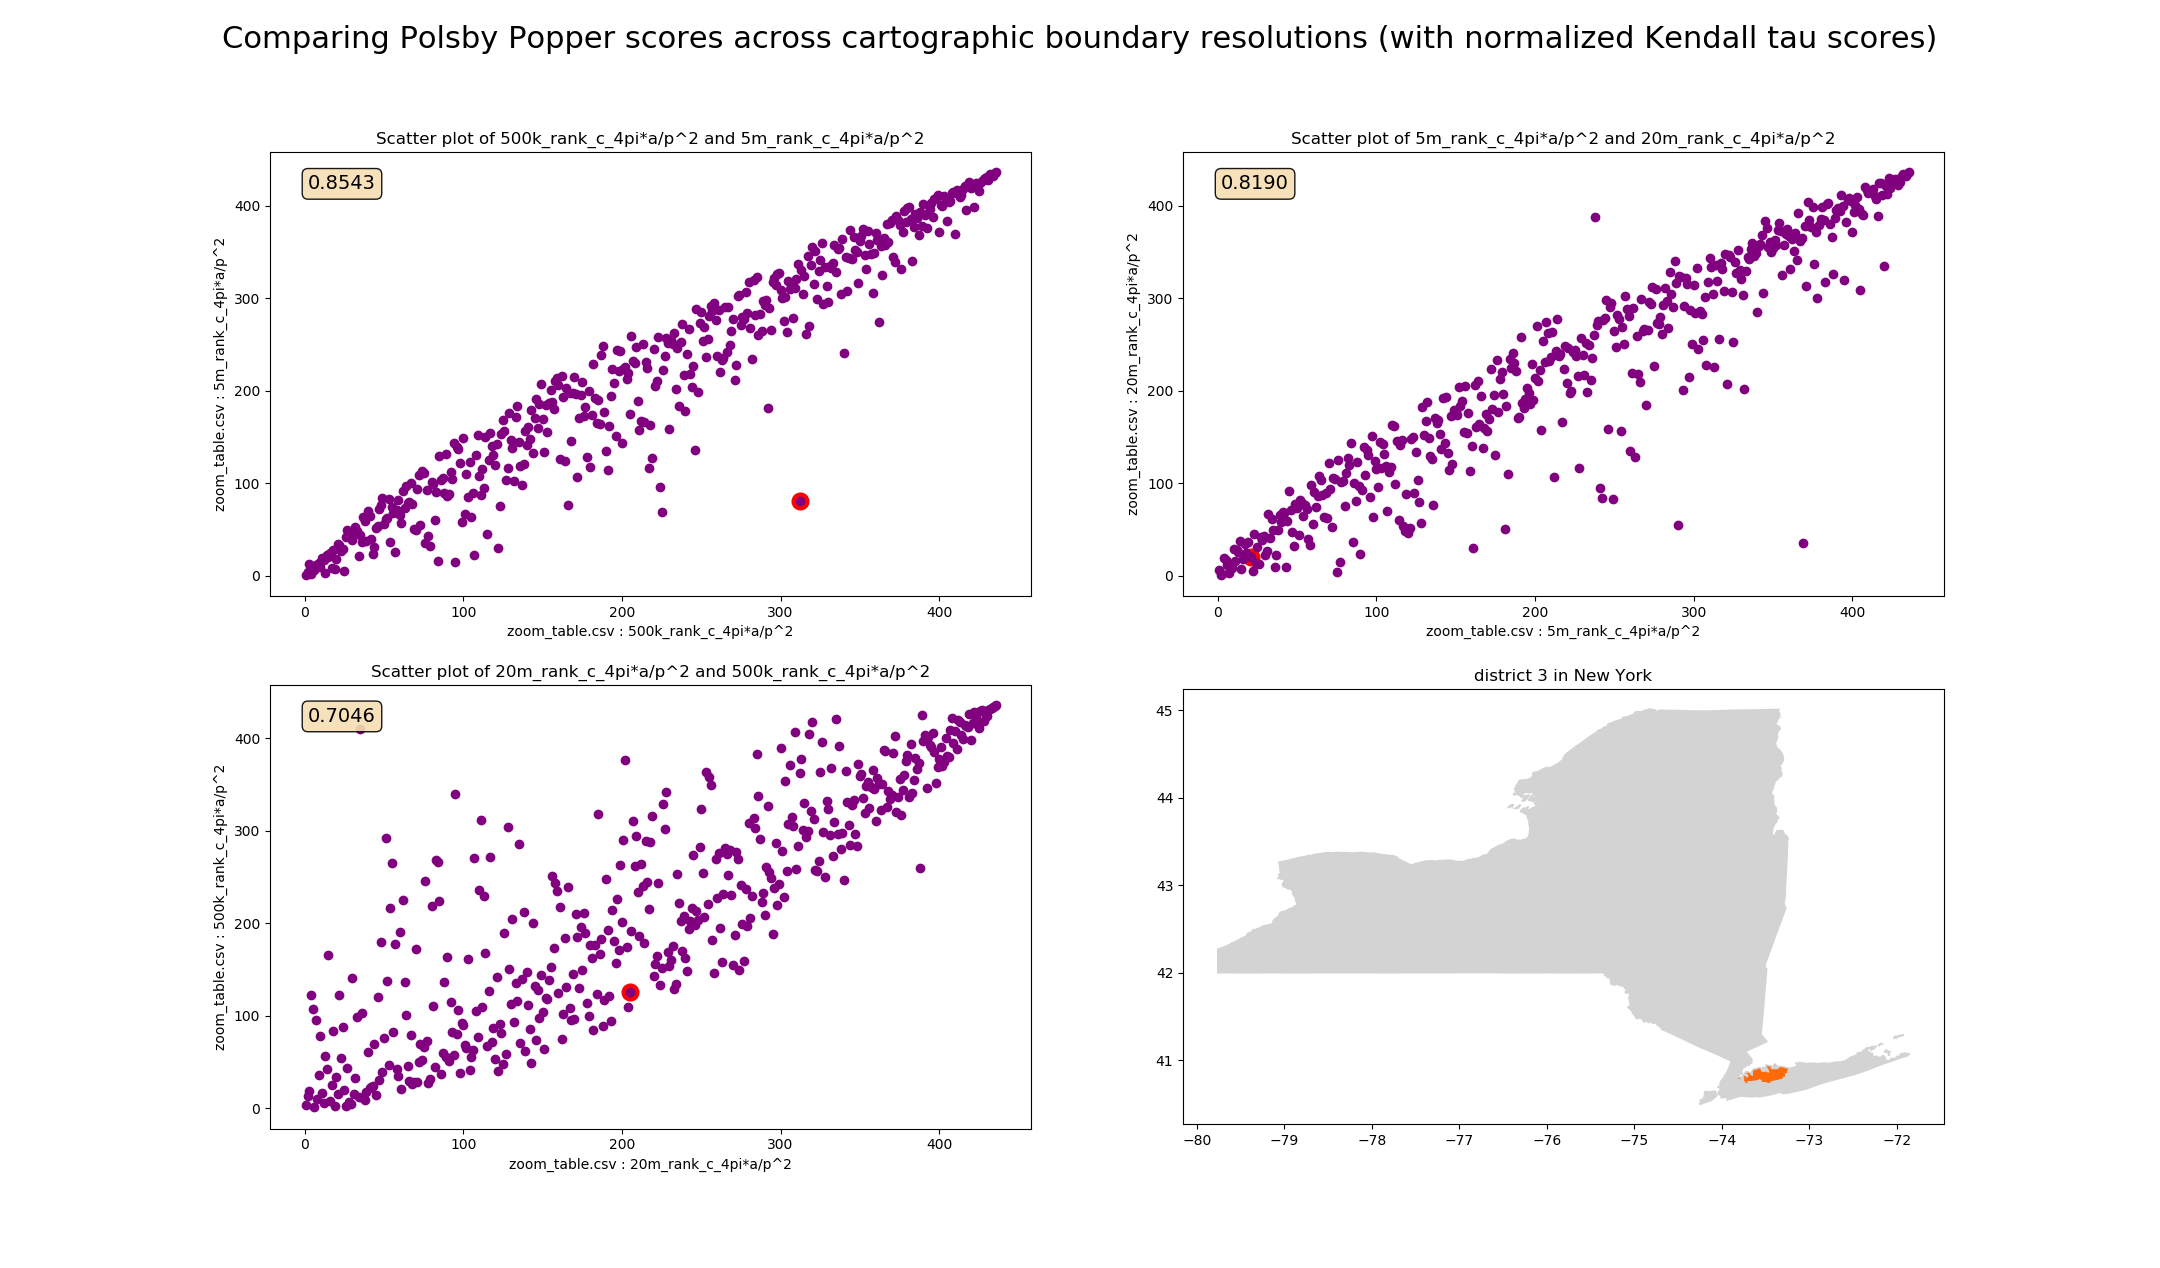 Comparing Polsby Popper scores across cartographic boundary resolutions (with normalized Kendall tau scores)
Scatter plot of 500k_rank_c_4pi*a/p^2 and 5m_rank_c_4pi*a/p^2
0.8543
zoom_table.csv : 5m_rank_c_4pi*a/p^2
400
300
200
100
0
0 100 200 300 400
zoom_table.csv : 500k_rank_c_4pi*a/p^2
Scatter plot of 5m_rank_c_4pi*a/p^2 and 20m_rank_c_4pi*a/p^2
0.8190
zoom_table.csv : 20m_rank_c_4pi*a/p^2
400
300
200
100
0
0 100 200 300 400
zoom_table.csv : 5m_rank_c_4pi*a/p^2
Scatter plot of 20m_rank_c_4pi*a/p^2 and 500k_rank_c_4pi*a/p^2
0.7046
zoom_table.csv : 500k_rank_c_4pi*a/p^2
400
300
200
100
0
0 100 200 300 400
zoom_table.csv : 20m_rank_c_4pi*a/p^2
district 3 in New York
45
44
43
42
41
−80 −79 −78 −77 −76 −75 −74 −73 −72